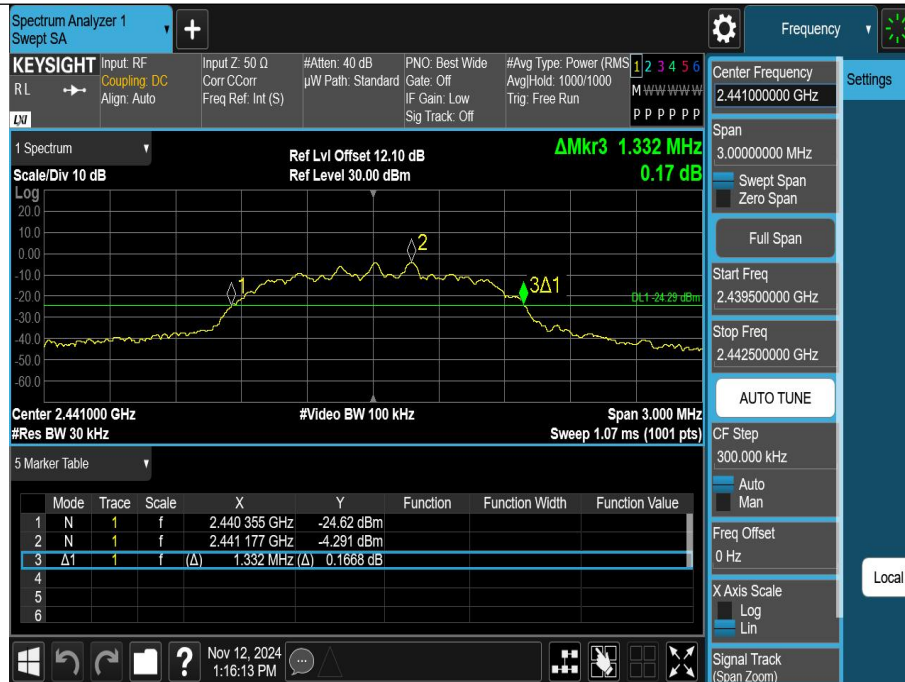 Spectrum Analyzer 1
Swept SA
+
Frequency
KEYSIGHT
RL
LXI
Input: RF
Coupling: DC
Align: Auto
Input Z: 50 Ω
Corr CCorr
Freq Ref: Int (S)
#Atten: 40 dB
µW Path: Standard
PNO: Best Wide
Gate: Off
IF Gain: Low
Sig Track: Off
#Avg Type: Power (RMS
Avg|Hold: 1000/1000
Trig: Free Run
1 2 3 4 5 6
M W W W W W
P P P P P P
1 Spectrum
Scale/Div 10 dB
Ref Lvl Offset 12.10 dB
Ref Level 30.00 dBm
ΔMkr3 1.332 MHz
0.17 dB
Log
20.0
10.0
0.00
-10.0
-20.0
-30.0
-40.0
-50.0
-60.0
1
2
3Δ1
DL1 -24.29 dBm
Center 2.441000 GHz
#Video BW 100 kHz
Span 3.000 MHz
#Res BW 30 kHz
Sweep 1.07 ms (1001 pts)
5 Marker Table
Mode Trace Scale X Y Function Function Width Function Value
1 N 1 f 2.440 355 GHz -24.62 dBm
2 N 1 f 2.441 177 GHz -4.291 dBm
3 Δ1 1 f (Δ) 1.332 MHz (Δ) 0.1668 dB
4
5
6
?
Nov 12, 2024
1:16:13 PM
Center Frequency
2.441000000 GHz
Settings
Span
3.00000000 MHz
Swept Span
Zero Span
Full Span
Start Freq
2.439500000 GHz
Stop Freq
2.442500000 GHz
AUTO TUNE
CF Step
300.000 kHz
Auto
Man
Freq Offset
0 Hz
Local
X Axis Scale
Log
Lin
Signal Track
(Span Zoom)